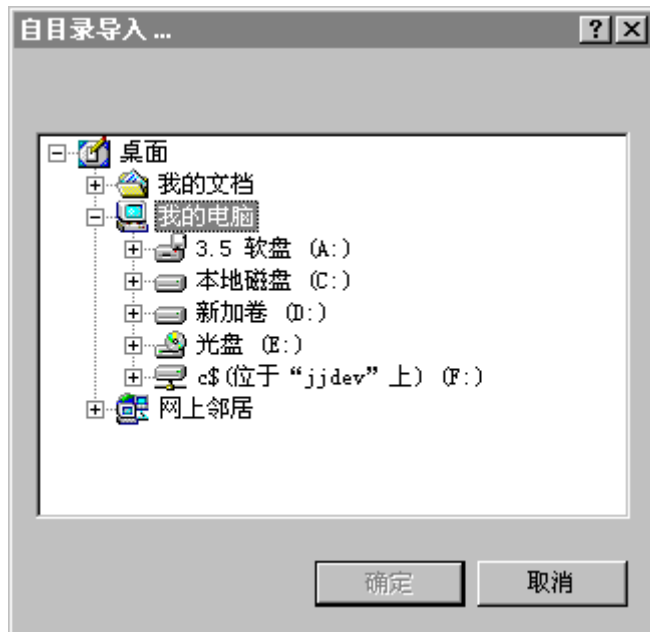 自目录导入...
桌面
我的文档
我的电脑
3.5 软盘 (A:)
本地磁盘 (C:)
新加卷 (D:)
光盘 (E:)
c$(位于“jjdev”上) (F:)
网上邻居
确定
取消